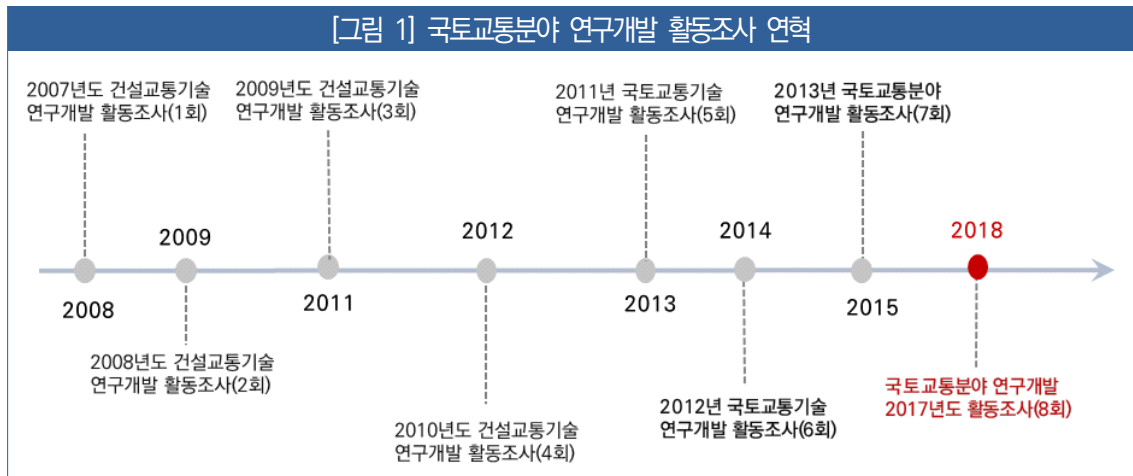 [그림 1] 국토교통분야 연구개발 활동조사 연혁
2007년도 건설교통기술
연구개발 활동조사(1회)
2009년도 건설교통기술
연구개발 활동조사(3회)
2011년 국토교통기술
연구개발 활동조사(5회)
2013년 국토교통분야
연구개발 활동조사(7회)
2009
2012
2014
2018
2008
2011
2013
2015
2008년도 건설교통기술
연구개발 활동조사(2회)
2010년도 건설교통기술
연구개발 활동조사(4회)
2012년 국토교통기술
연구개발 활동조사(6회)
국토교통분야 연구개발
2017년도 활동조사(8회)